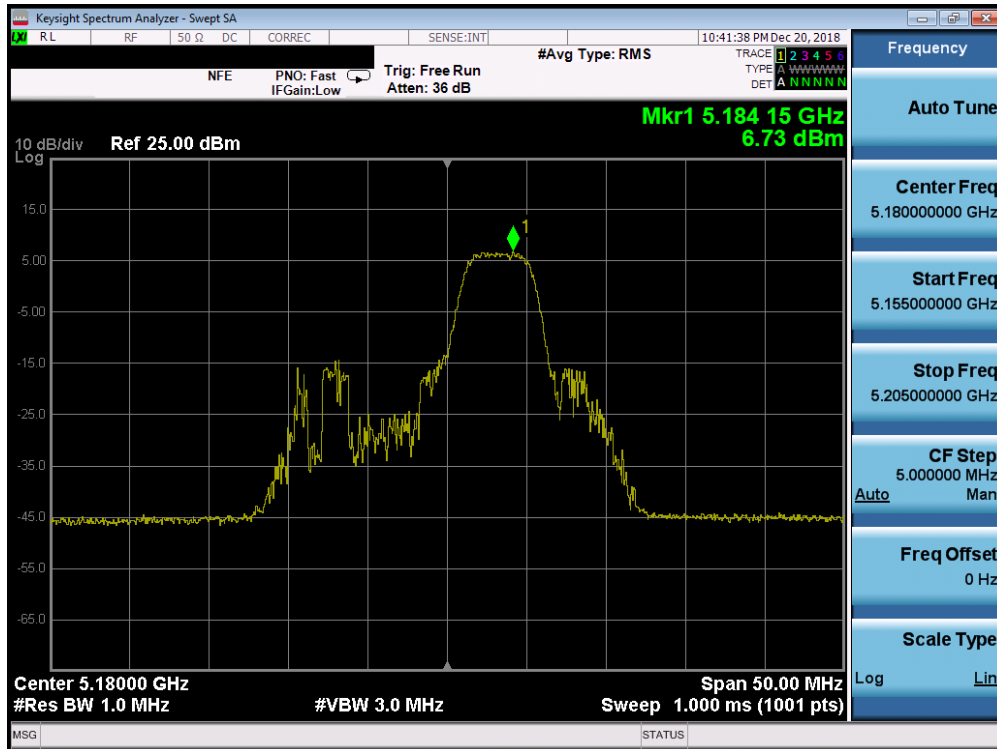 Keysight Spectrum Analyzer - Swept SA
LXI RL RF 50 Ω DC CORREC SENSE:INT 10:41:38 PM Dec 20, 2018
NFE
PNO: Fast
IFGain:Low
Trig: Free Run
Atten: 36 dB
#Avg Type: RMS
TRACE 1 2 3 4 5 6
TYPE A WWWWW
DET A N N N N N
Mkr1 5.184 15 GHz
6.73 dBm
10 dB/div Ref 25.00 dBm
Log
15.0
5.00
-5.00
-15.0
-25.0
-35.0
-45.0
-55.0
-65.0
1
Center 5.18000 GHz Span 50.00 MHz
#Res BW 1.0 MHz #VBW 3.0 MHz Sweep 1.000 ms (1001 pts)
MSG STATUS
Frequency
Auto Tune
Center Freq
5.180000000 GHz
Start Freq
5.155000000 GHz
Stop Freq
5.205000000 GHz
CF Step
5.000000 MHz
Auto Man
Freq Offset
0 Hz
Scale Type
Log Lin